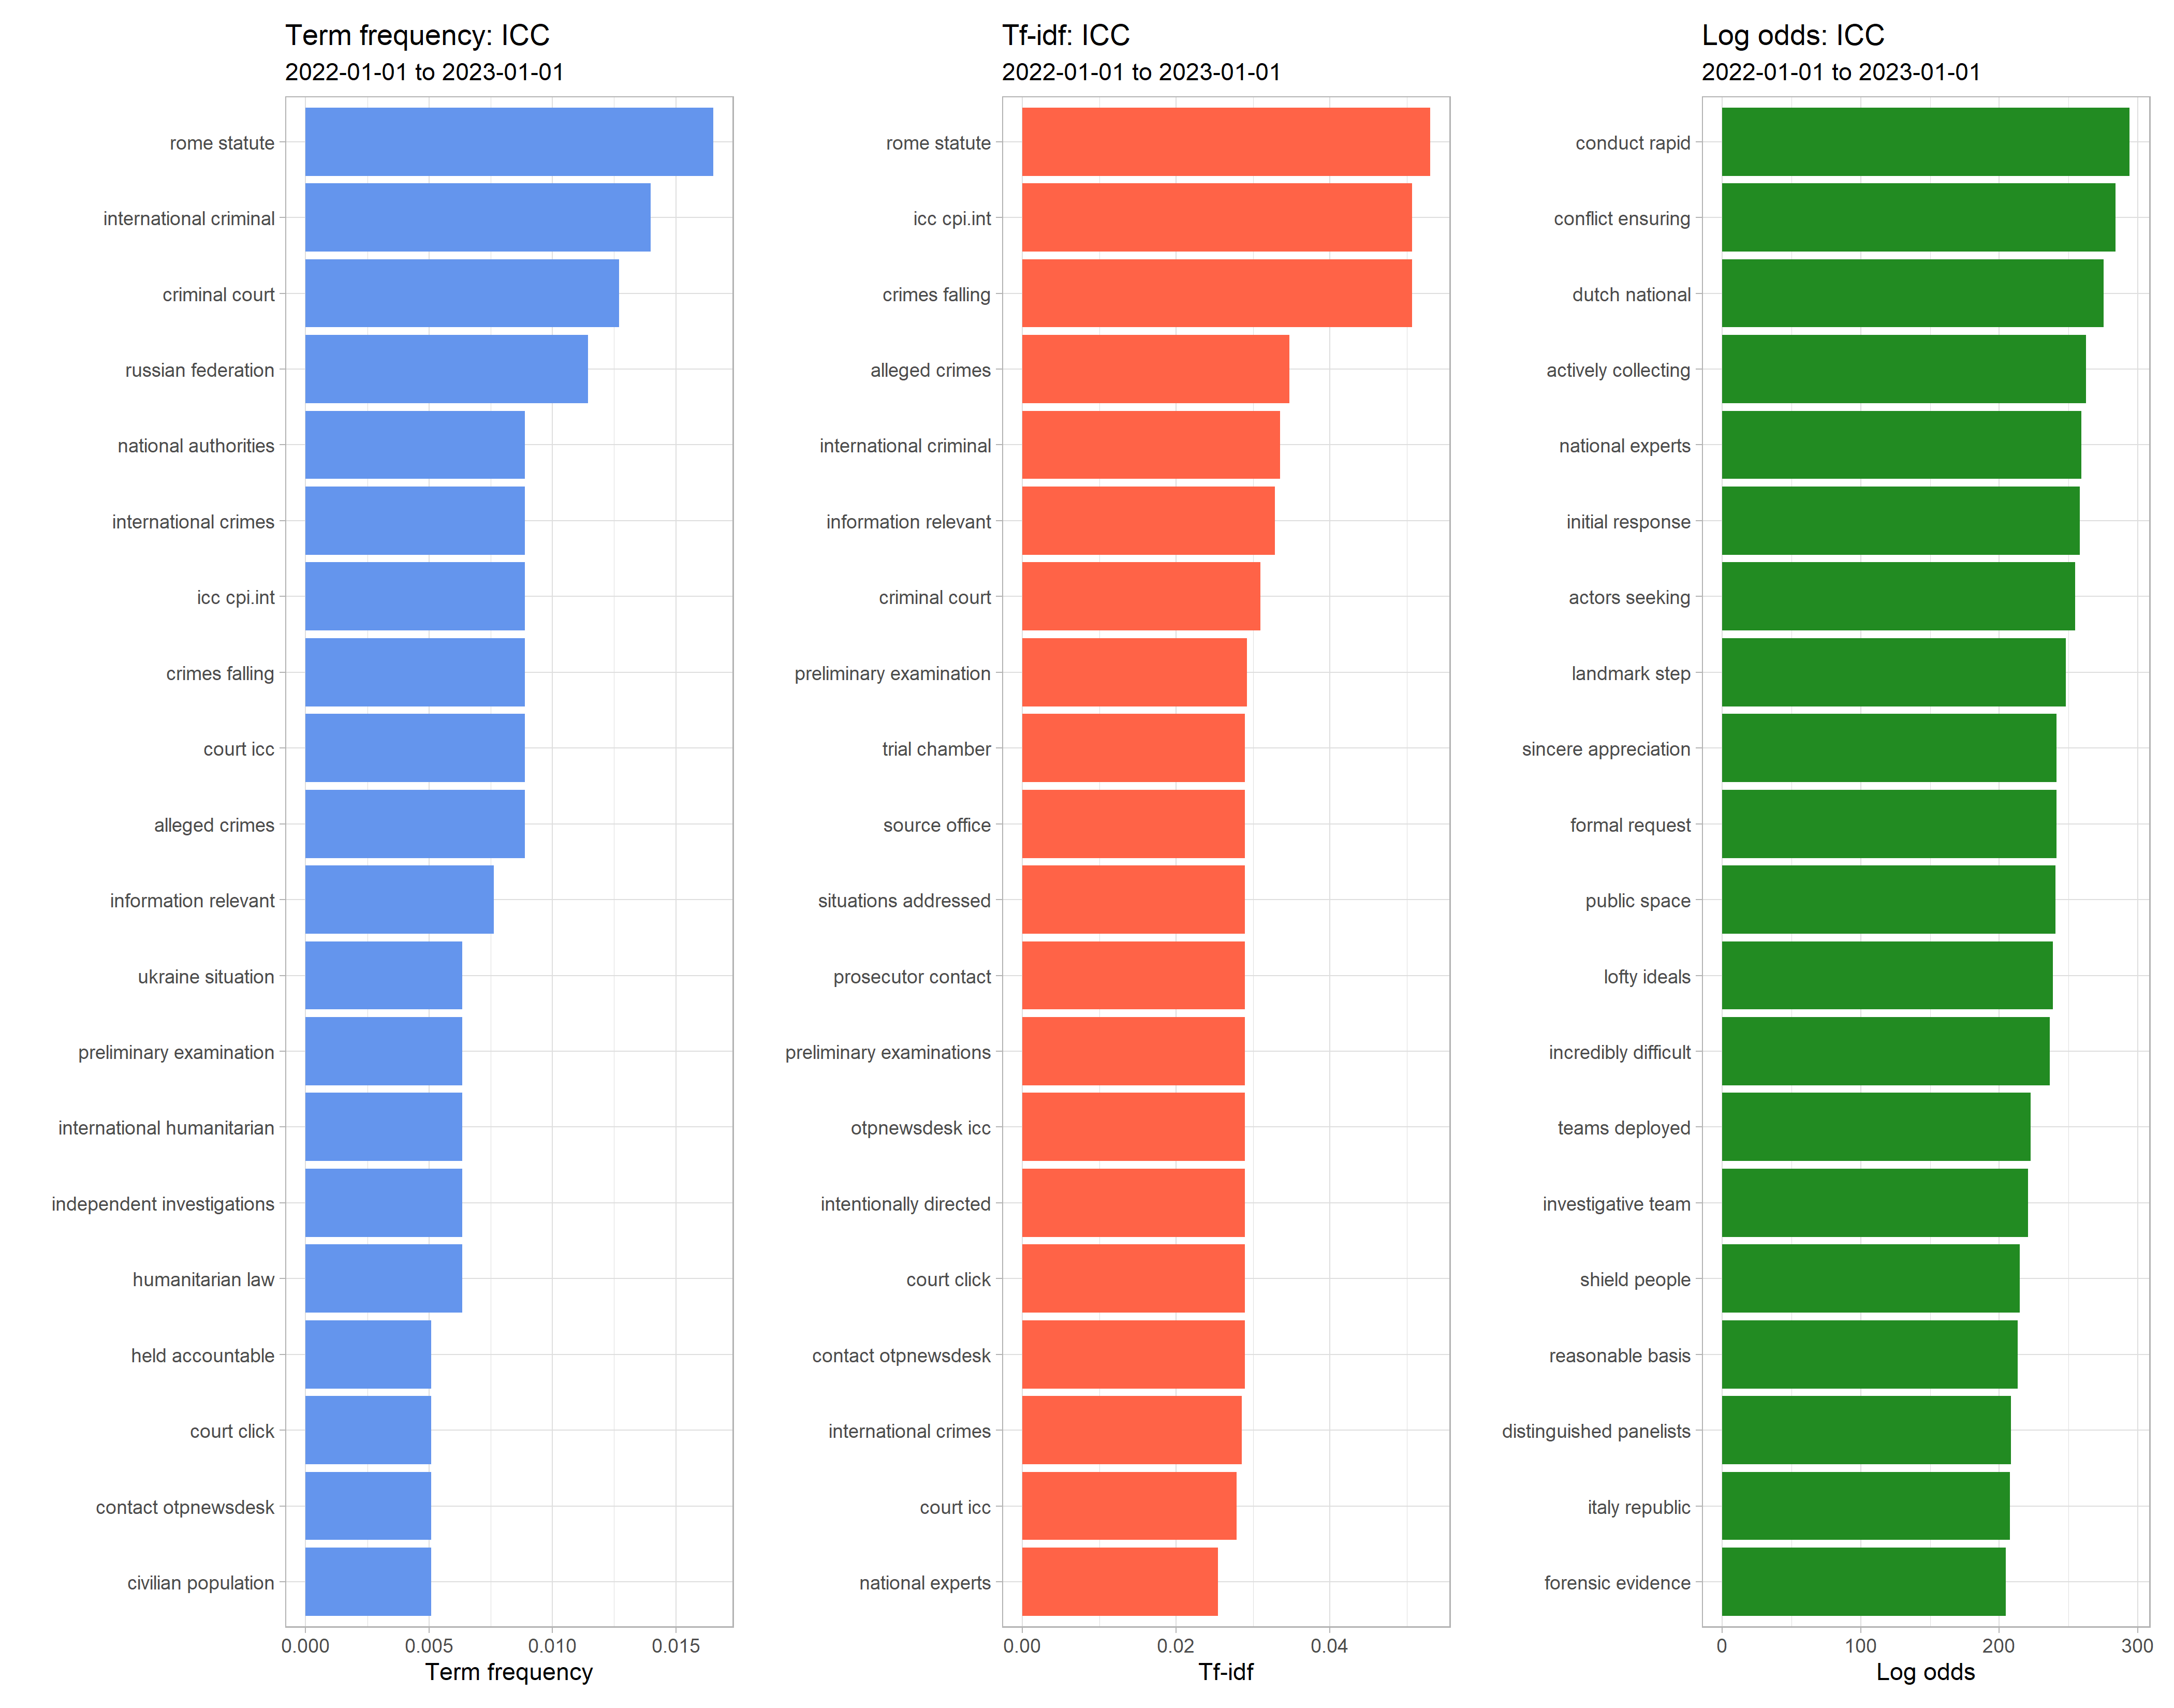 Term frequency: ICC
2022-01-01 to 2023-01-01
rome statute
international criminal
criminal court
russian federation
national authorities
international crimes
icc cpi.int
crimes falling
court icc
alleged crimes
information relevant
ukraine situation
preliminary examination
international humanitarian
independent investigations
humanitarian law
held accountable
court click
contact otpnewsdesk
civilian population
0.000 0.005 0.010 0.015
Term frequency
Tf-idf: ICC
2022-01-01 to 2023-01-01
rome statute
icc cpi.int
crimes falling
alleged crimes
international criminal
information relevant
criminal court
preliminary examination
trial chamber
source office
situations addressed
prosecutor contact
preliminary examinations
otpnewsdesk icc
intentionally directed
court click
contact otpnewsdesk
international crimes
court icc
national experts
0.00 0.02 0.04
Tf-idf
Log odds: ICC
2022-01-01 to 2023-01-01
conduct rapid
conflict ensuring
dutch national
actively collecting
national experts
initial response
actors seeking
landmark step
sincere appreciation
formal request
public space
lofty ideals
incredibly difficult
teams deployed
investigative team
shield people
reasonable basis
distinguished panelists
italy republic
forensic evidence
0 100 200 300
Log odds